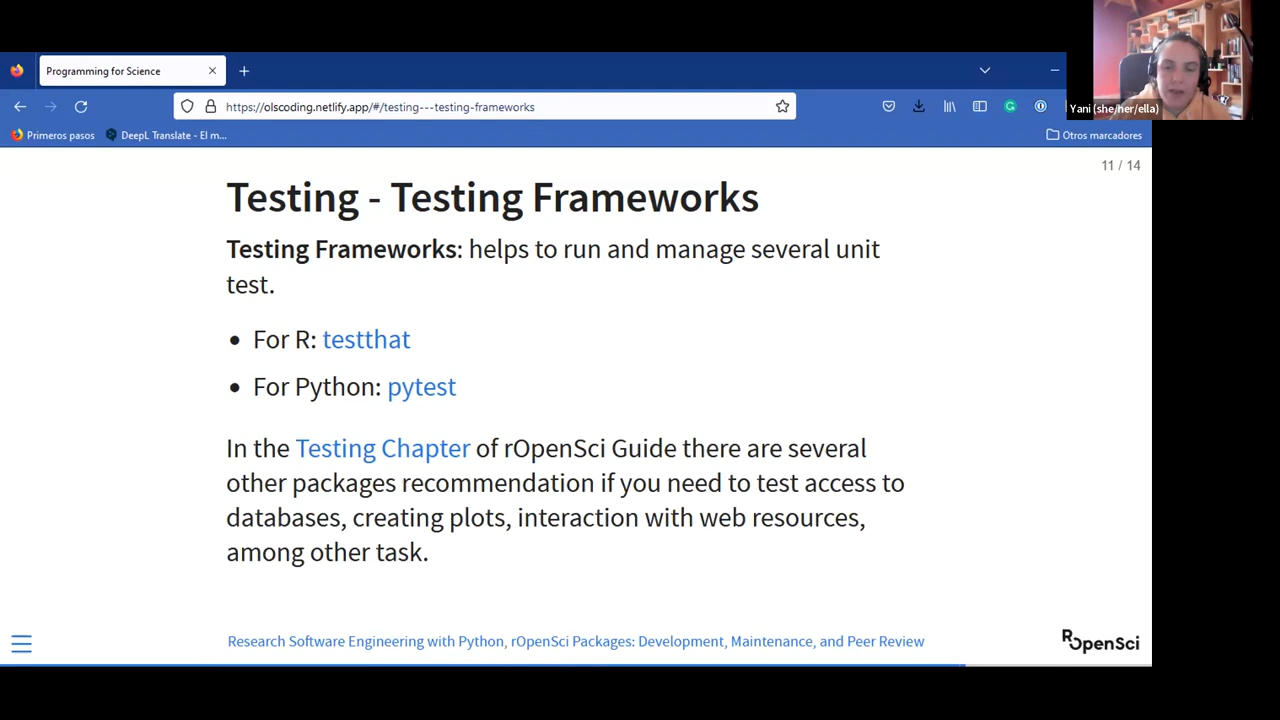 Programming for Science
https://olscoding.netlify.app/#/testing---testing-frameworks
Yani (she/her/ella)
Primeros pasos
DeepL Translate - El m...
Otros marcadores
11 / 14
Testing - Testing Frameworks
Testing Frameworks: helps to run and manage several unit
test.
• For R: testthat
• For Python: pytest
In the Testing Chapter of rOpenSci Guide there are several
other packages recommendation if you need to test access to
databases, creating plots, interaction with web resources,
among other task.
Research Software Engineering with Python, rOpenSci Packages: Development, Maintenance, and Peer Review
ROpenSci